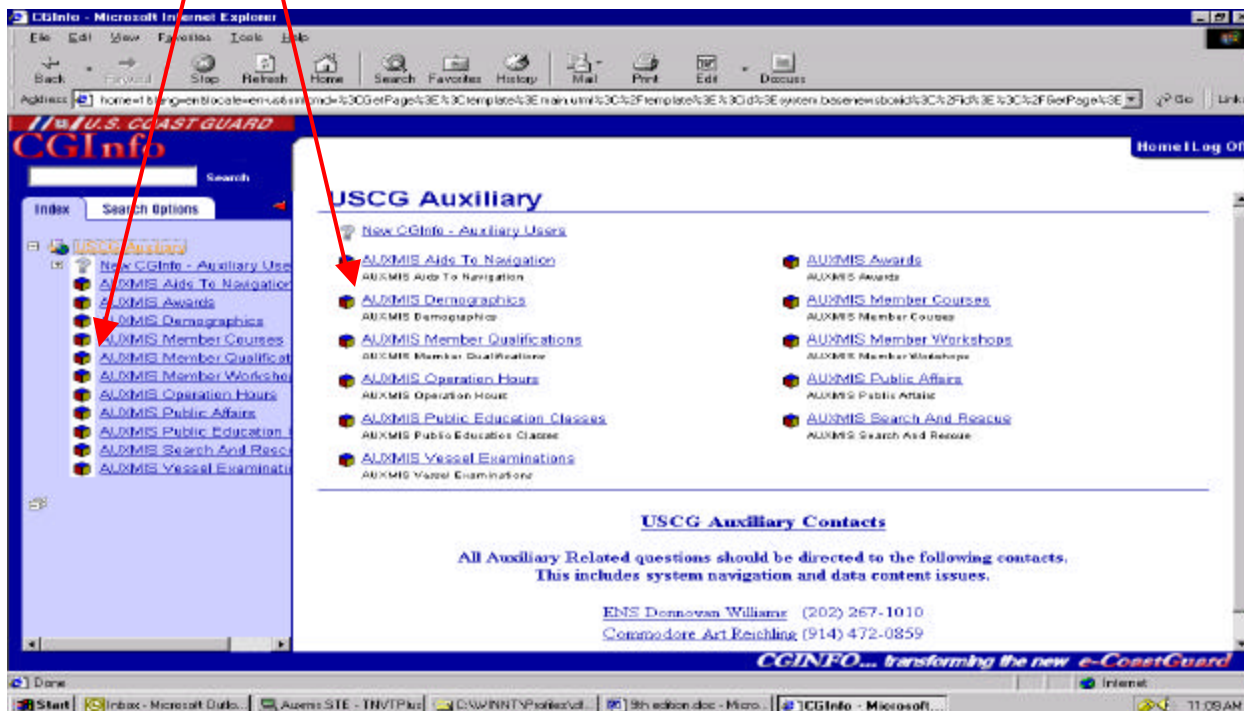 CGInfo - Microsoft Internet Explorer
File Edit View Favorites Tools Help
Back Forward Stop Refresh Home Search Favorites History Mail Print Edit Discuss
Address Go Links
U.S. COAST GUARD
CGInfo
Home | Log Off
Search
Index Search Options
USCG Auxiliary
New CGInfo - Auxiliary Use
AUXMIS Aids To Navigation
AUXMIS Awards
AUXMIS Demographics
AUXMIS Member Courses
AUXMIS Member Qualificat
AUXMIS Member Workshop
AUXMIS Operation Hours
AUXMIS Public Affairs
AUXMIS Public Education
AUXMIS Search And Resc
AUXMIS Vessel Examinati
USCG Auxiliary
New CGInfo - Auxiliary Users
AUXMIS Aids To Navigation
AUXMIS Aids To Navigation
AUXMIS Awards
AUXMIS Awards
AUXMIS Demographics
AUXMIS Demographics
AUXMIS Member Courses
AUXMIS Member Courses
AUXMIS Member Qualifications
AUXMIS Member Qualifications
AUXMIS Member Workshops
AUXMIS Member Workshops
AUXMIS Operation Hours
AUXMIS Operation Hours
AUXMIS Public Affairs
AUXMIS Public Affairs
AUXMIS Public Education Classes
AUXMIS Public Education Classes
AUXMIS Search And Rescue
AUXMIS Search And Rescue
AUXMIS Vessel Examinations
AUXMIS Vessel Examinations
USCG Auxiliary Contacts
All Auxiliary Related questions should be directed to the following contacts.
This includes system navigation and data content issues.
ENS Donnovan Williams (202) 267-1010
Commodore Art Reichling (914) 472-0859
CGINFO... transforming the new e-CoastGuard
Done Internet
Start Inbox - Microsoft Outlo... STE - TNVTPlus C:\WINNT\Profiles\d... 9th edition.doc - Micro... CGInfo - Microsoft... 11:09 AM